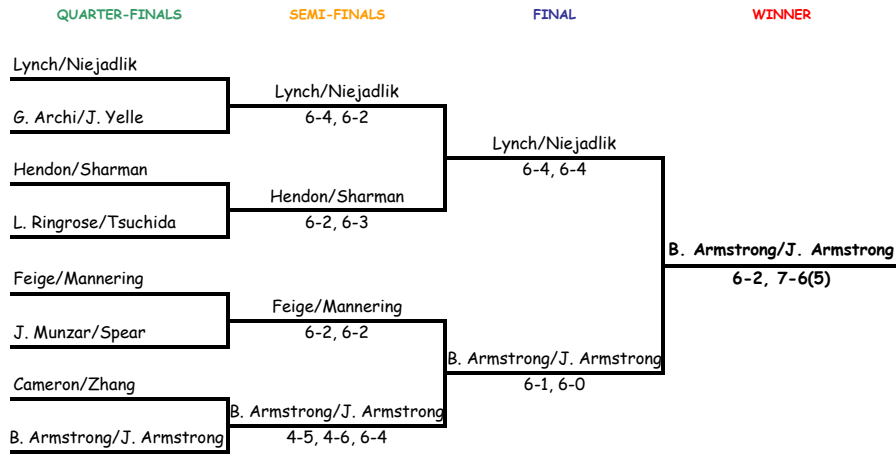 QUARTER-FINALS SEMI-FINALS FINAL WINNER
Lynch/Niejadlik
G. Archi/J. Yelle
Hendon/Sharman
L. Ringrose/Tsuchida
Feige/Mannering
J. Munzar/Spear
Cameron/Zhang
B. Armstrong/J. Armstrong
Lynch/Niejadlik
6-4, 6-2
Hendon/Sharman
6-2, 6-3
Feige/Mannering
6-2, 6-2
B. Armstrong/J. Armstrong
4-5, 4-6, 6-4
Lynch/Niejadlik
6-4, 6-4
B. Armstrong/J. Armstrong
6-1, 6-0
B. Armstrong/J. Armstrong
6-2, 7-6(5)